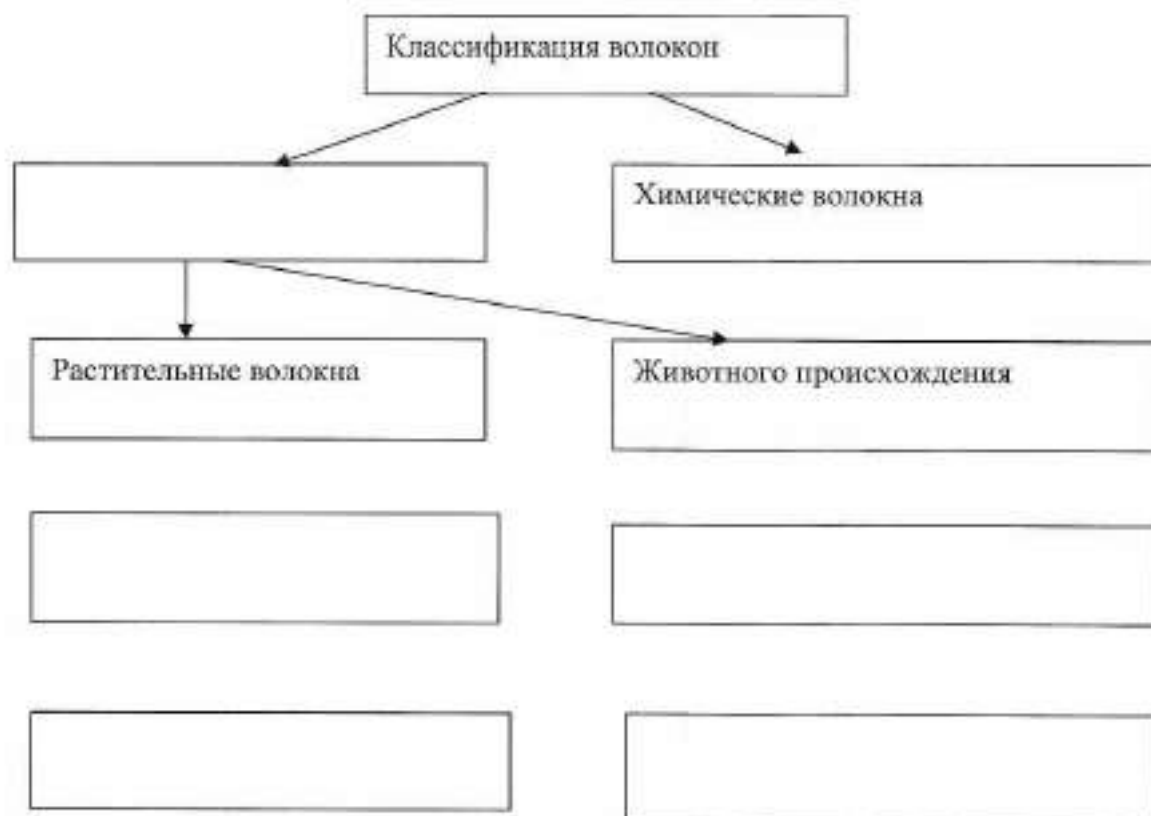 Классификация волокон
Химические волокна
Растительные волокна
Животного происхождения